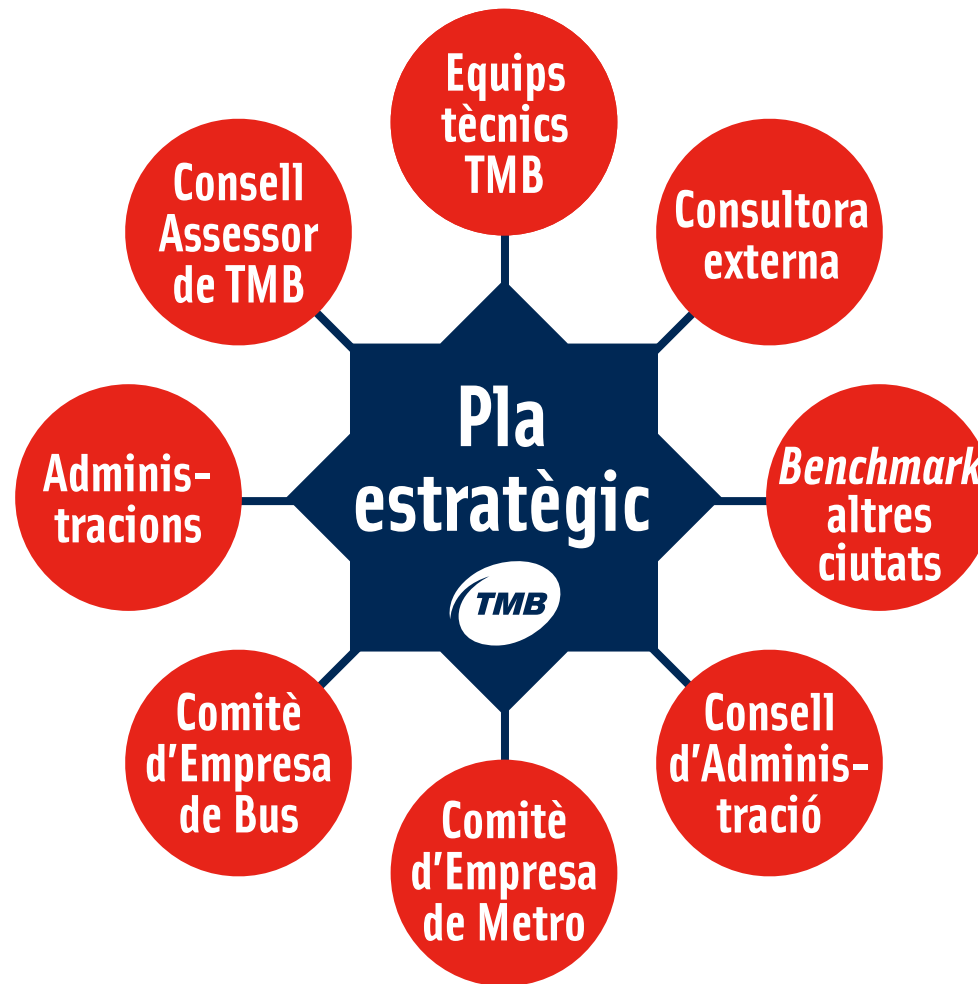 Equips
tècnics
TMB
Consultora
externa
Benchmark
altres
ciutats
Consell
d'Adminis-
tració
Comitè
d'Empresa
de Metro
Comitè
d'Empresa
de Bus
Adminis-
tracions
Consell
Assessor
de TMB
Pla
estratègic
TMB